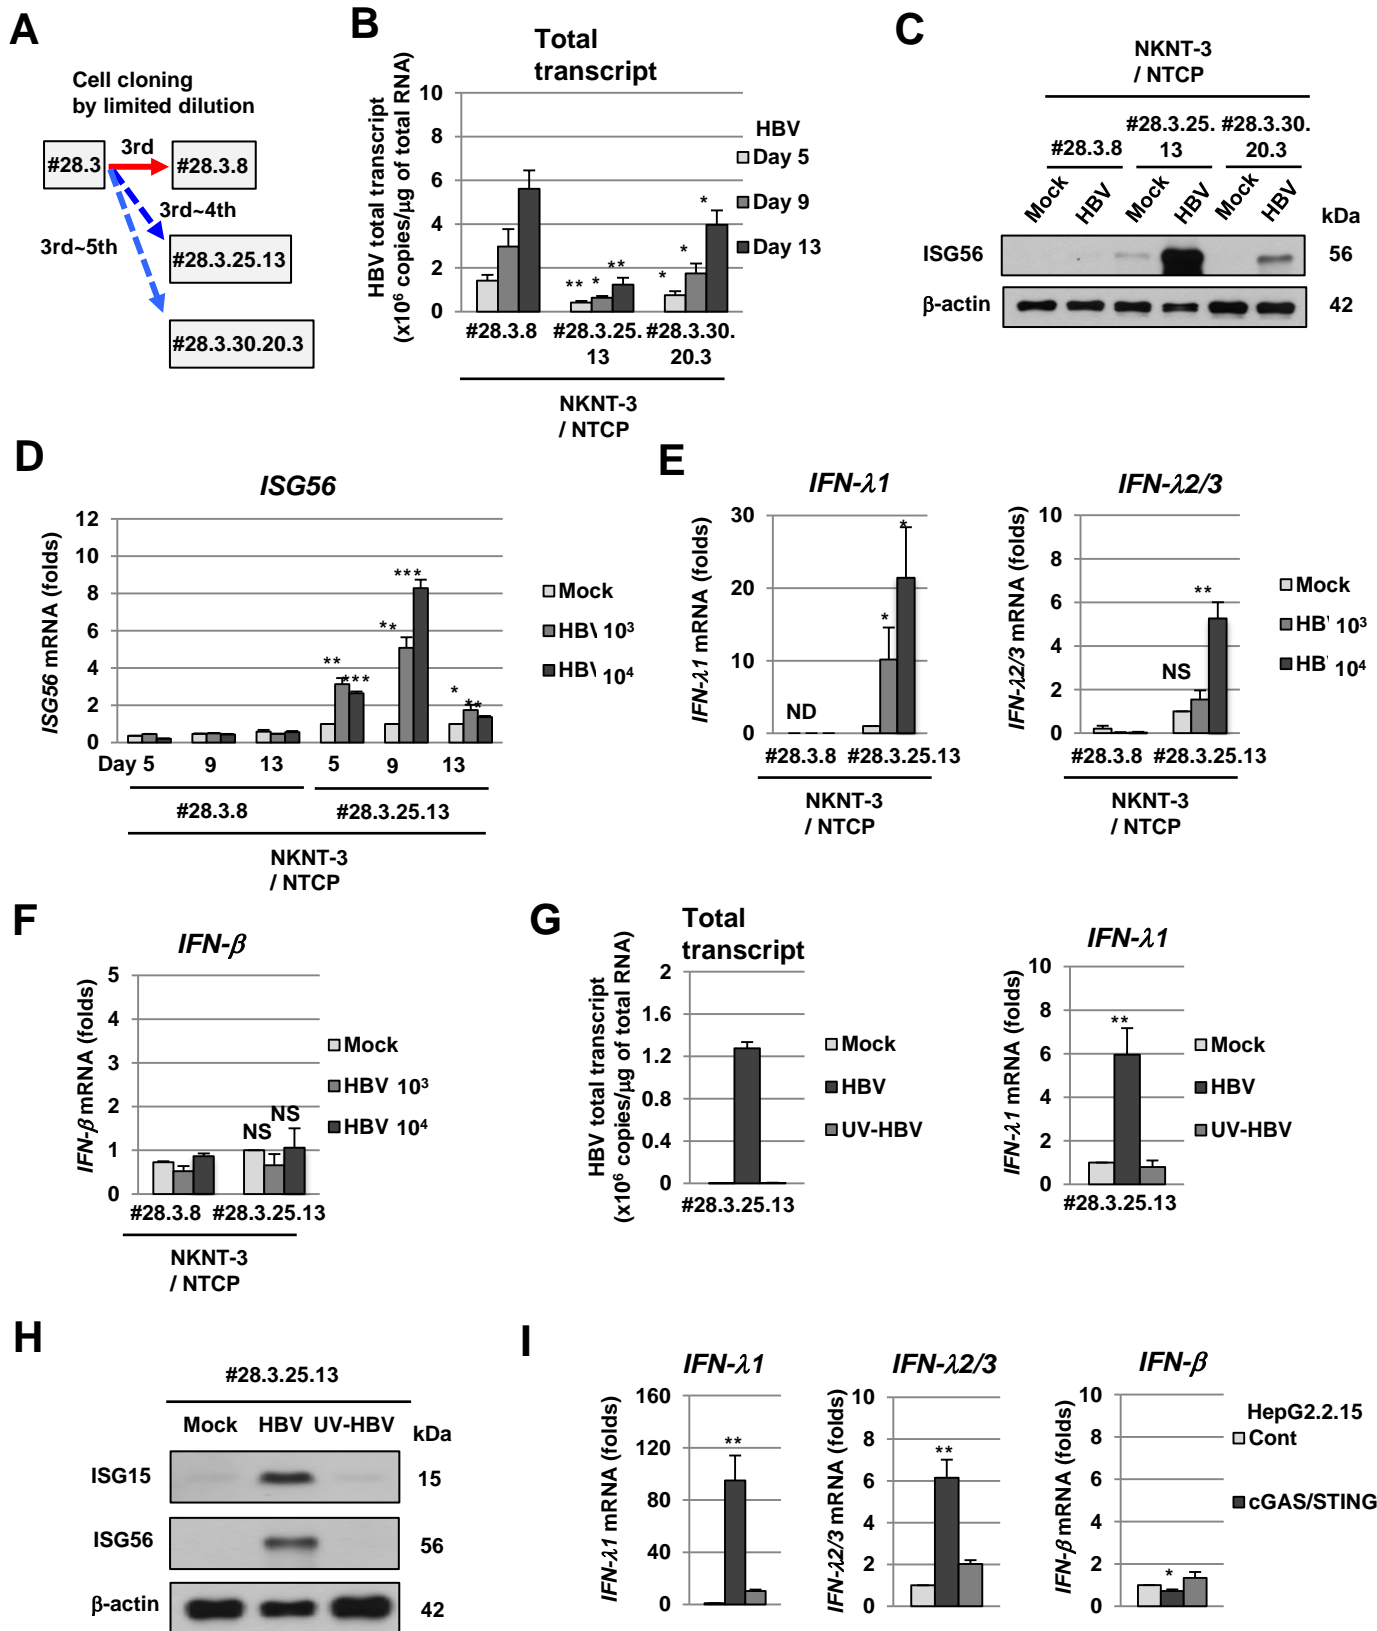 A
Cell cloning
by limited dilution
#28.3
3rd
#28.3.8
3rd~4th
3rd~5th
#28.3.25.13
#28.3.30.20.3
B
Total
transcript
HBV total transcript
(x10⁶ copies/μg of total RNA)
10
8
6
4
2
0
** * **
* * *
HBV
Day 5
Day 9
Day 13
#28.3.8 #28.3.25. #28.3.30.
13 20.3
NKNT-3
/ NTCP
C
NKNT-3
/ NTCP
#28.3.25. #28.3.30.
#28.3.8 13 20.3
Mock HBV Mock HBV Mock HBV
kDa
ISG56 56
β-actin 42
D
ISG56
ISG56 mRNA (folds)
12
10
8
6
4
2
0
** *** ** *** * **
Mock
HBV 10³
HBV 10⁴
Day 5 9 13 5 9 13
#28.3.8 #28.3.25.13
NKNT-3
/ NTCP
E
IFN-λ1
IFN-λ1 mRNA (folds)
30
20
10
0
ND
* *
#28.3.8 #28.3.25.13
NKNT-3
/ NTCP
IFN-λ2/3
IFN-λ2/3 mRNA (folds)
10
8
6
4
2
0
NS **
Mock
HB 10³
HB 10⁴
#28.3.8 #28.3.25.13
NKNT-3
/ NTCP
F
IFN-β
IFN-β mRNA (folds)
5
4
3
2
1
0
NS NS
Mock
HBV 10³
HBV 10⁴
#28.3.8 #28.3.25.13
NKNT-3
/ NTCP
G
Total
transcript
HBV total transcript
(x10⁶ copies/μg of total RNA)
2
1.6
1.2
0.8
0.4
0
Mock
HBV
UV-HBV
#28.3.25.13
IFN-λ1
IFN-λ1 mRNA (folds)
10
8
6
4
2
0
**
Mock
HBV
UV-HBV
#28.3.25.13
H
#28.3.25.13
Mock HBV UV-HBV kDa
ISG15 15
ISG56 56
β-actin 42
I
IFN-λ1
IFN-λ1 mRNA (folds)
160
120
80
40
0
**
IFN-λ2/3
IFN-λ2/3 mRNA (folds)
10
8
6
4
2
0
**
IFN-β
IFN-β mRNA (folds)
10
8
6
4
2
0
*
HepG2.2.15
Cont
cGAS/STING